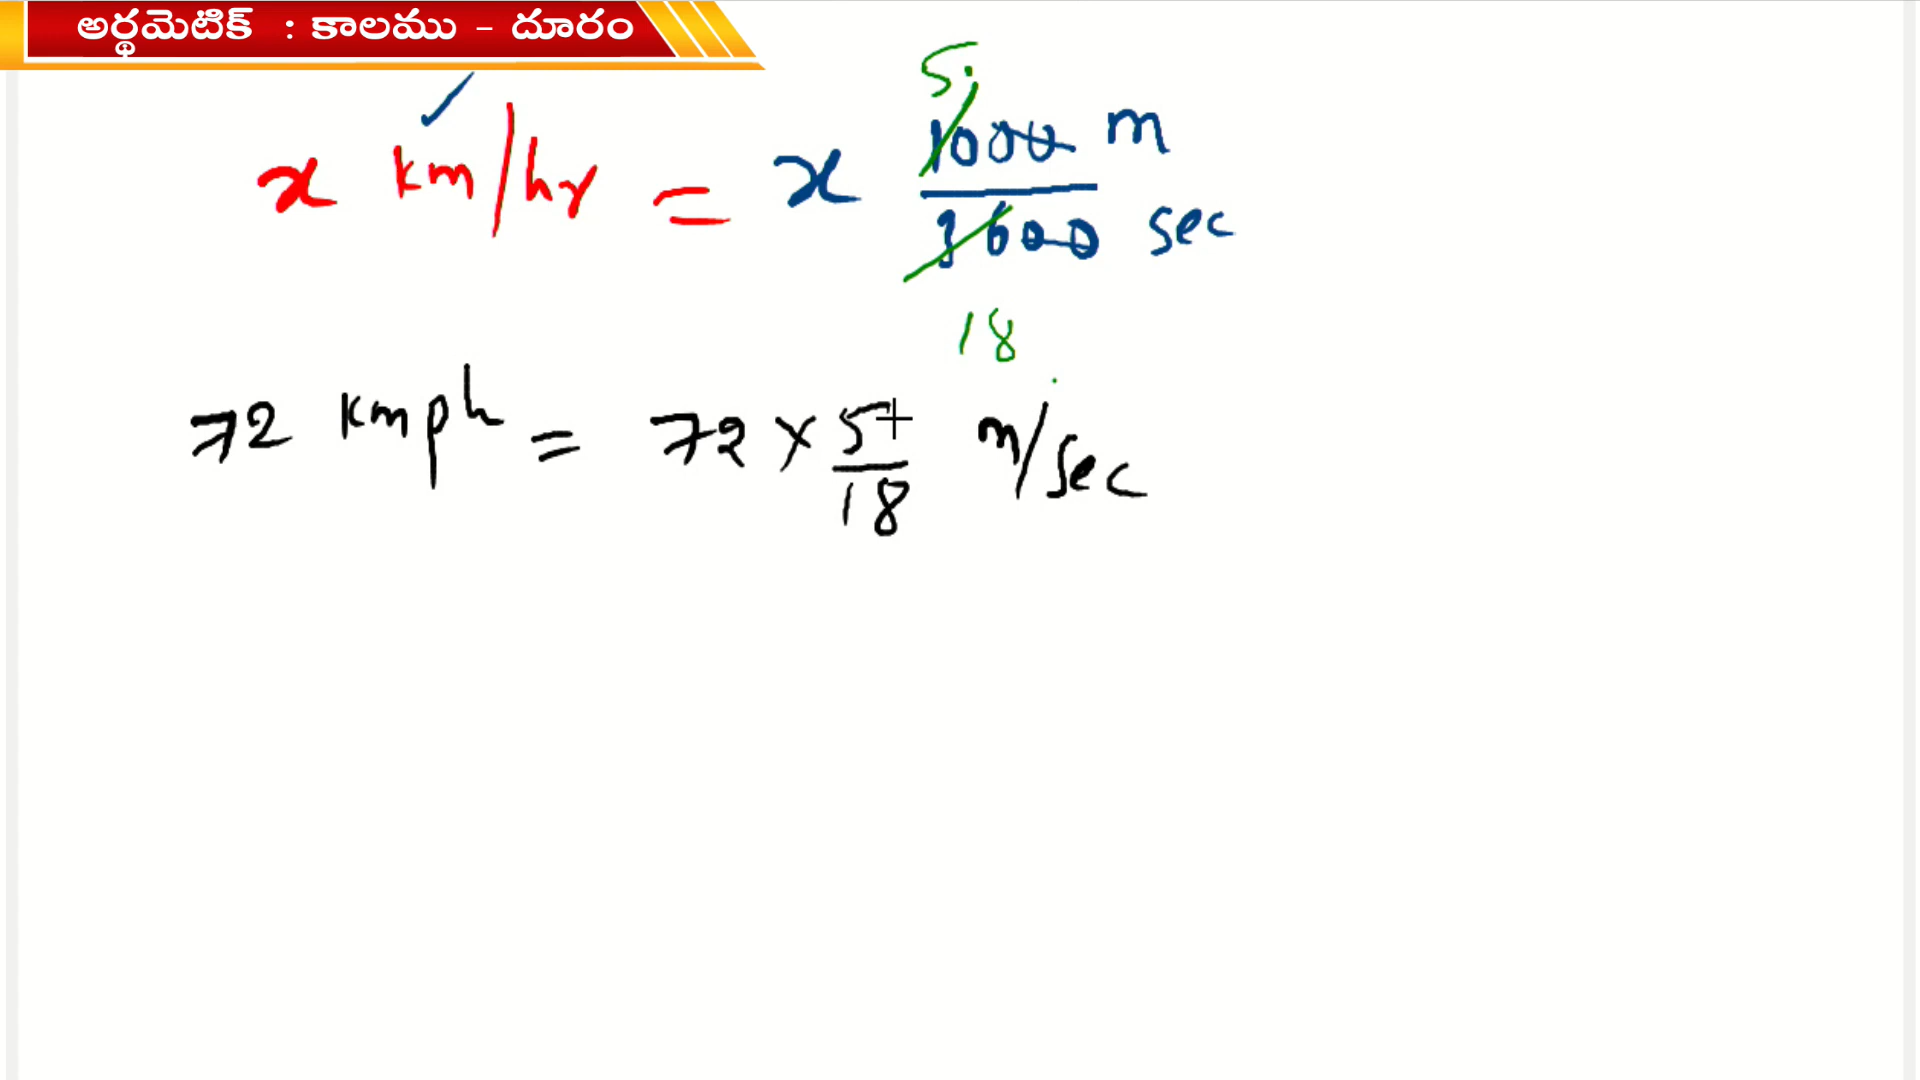 అర్థమెటిక్ : కాలము - దూరం
x km/hr = x 1000/3600 m/sec
5
18
72 kmph = 72 × 5/18 m/sec